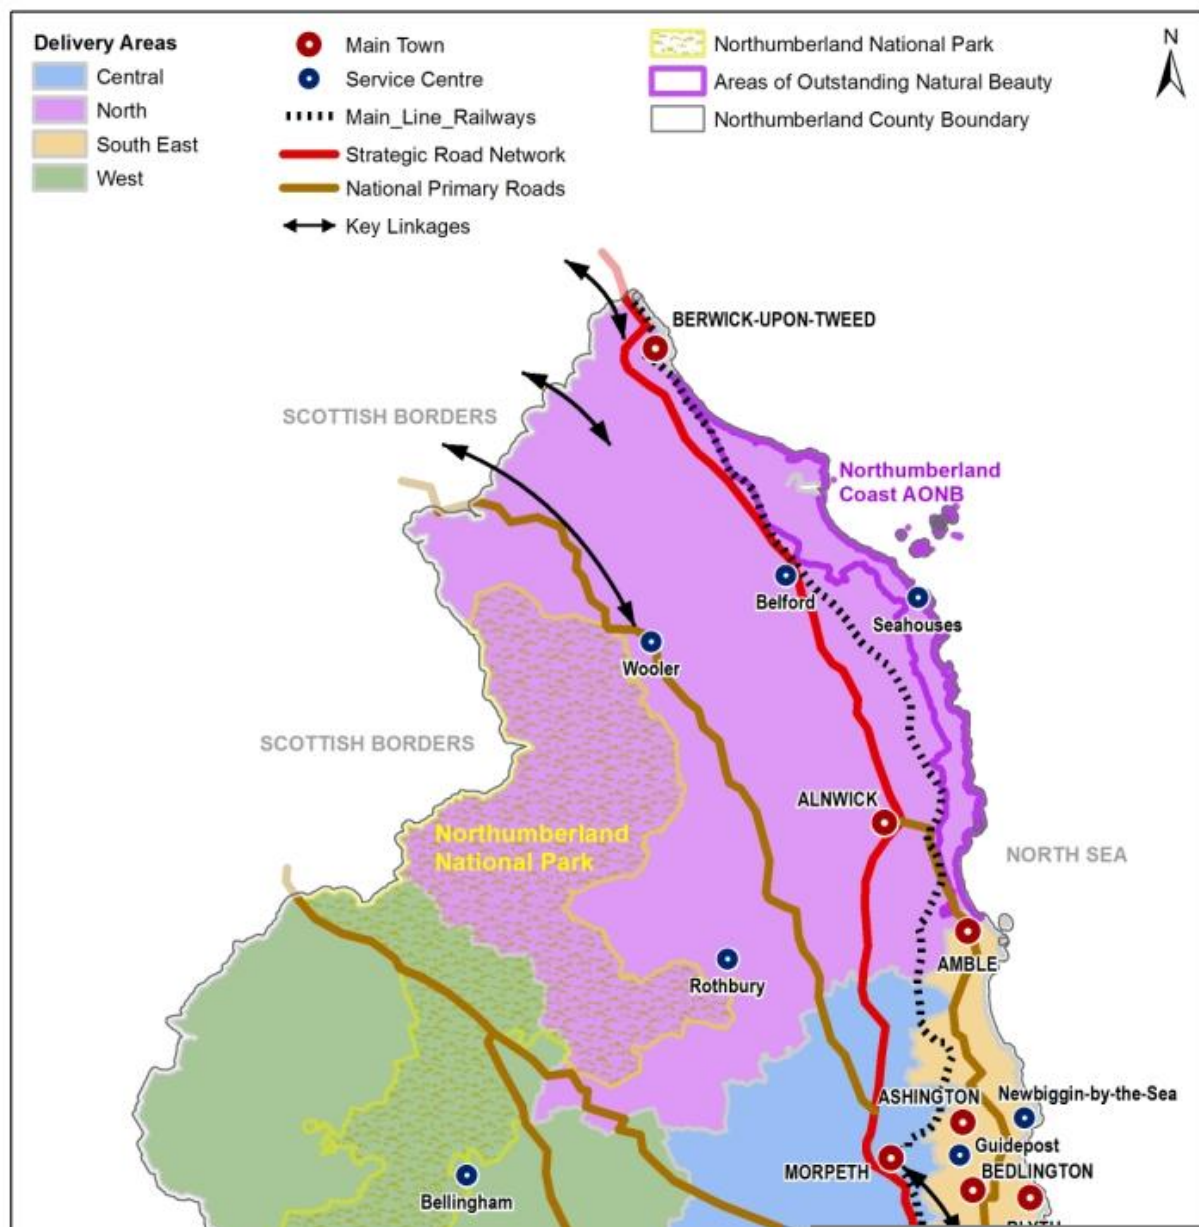 Delivery Areas
Central
North
South East
West
Main Town
Service Centre
Main_Line_Railways
Strategic Road Network
National Primary Roads
Key Linkages
Northumberland National Park
Areas of Outstanding Natural Beauty
Northumberland County Boundary
N
BERWICK-UPON-TWEED
SCOTTISH BORDERS
Northumberland
Coast AONB
Belford
Seahouses
Wooler
SCOTTISH BORDERS
ALNWICK
Northumberland
National Park
NORTH SEA
AMBLE
Rothbury
ASHINGTON
Newbiggin-by-the-Sea
Guidepost
MORPETH
BEDLINGTON
Bellingham
BLYTH